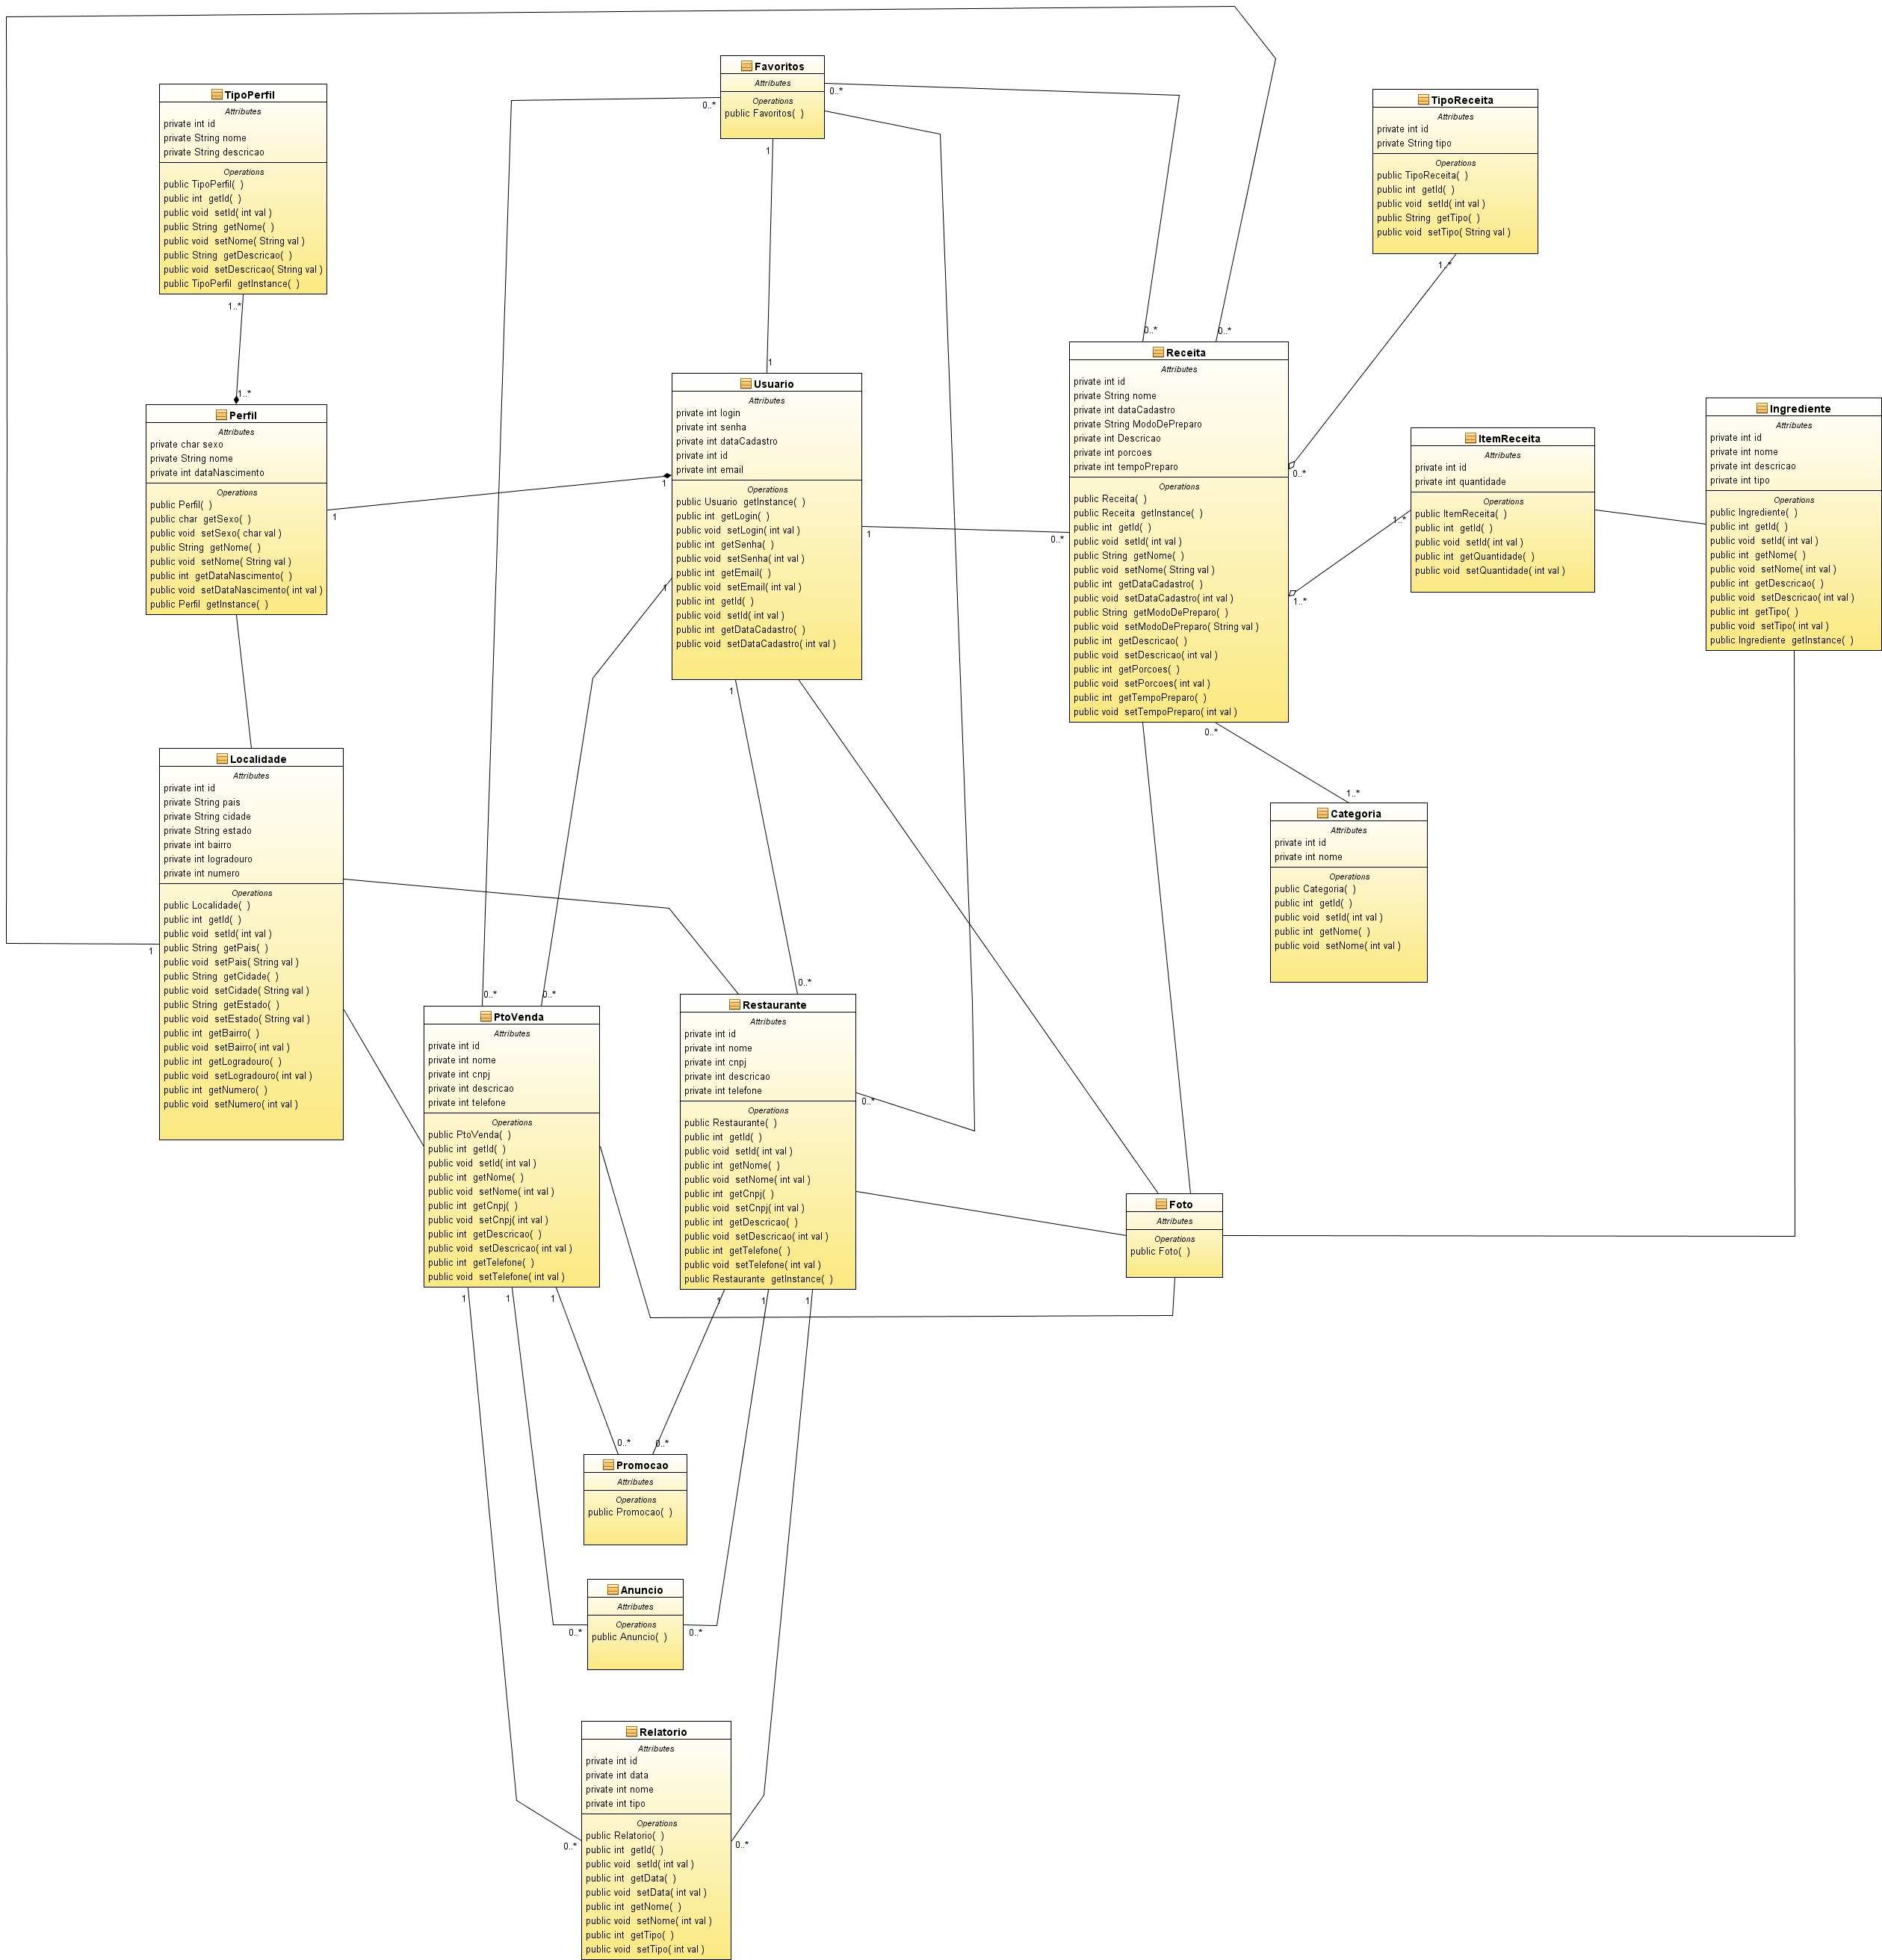 Favoritos
Attributes
Operations
public Favoritos( )
0..*
0..*
1
TipoPerfil
Attributes
private int id
private String nome
private String descricao
Operations
public TipoPerfil( )
public int getId( )
public void setId( int val )
public String getNome( )
public void setNome( String val )
public String getDescricao( )
public void setDescricao( String val )
public TipoPerfil getInstance( )
1..*
1..*
TipoReceita
Attributes
private int id
private String tipo
Operations
public TipoReceita( )
public int getId( )
public void setId( int val )
public String getTipo( )
public void setTipo( String val )
1..*
0..*
0..*
0..*
1
Receita
Attributes
private int id
private String nome
private int dataCadastro
private String ModoDePreparo
private int Descricao
private int porcoes
private int tempoPreparo
Operations
public Receita( )
public Receita getInstance( )
public int getId( )
public void setId( int val )
public String getNome( )
public void setNome( String val )
public int getDataCadastro( )
public void setDataCadastro( int val )
public String getModoDePreparo( )
public void setModoDePreparo( String val )
public int getDescricao( )
public void setDescricao( int val )
public int getPorcoes( )
public void setPorcoes( int val )
public int getTempoPreparo( )
public void setTempoPreparo( int val )
0..*
1..*
1..*
0..*
1..*
Usuario
Attributes
private int login
private int senha
private int dataCadastro
private int id
private int email
Operations
public Usuario getInstance( )
public int getLogin( )
public void setLogin( int val )
public int getSenha( )
public void setSenha( int val )
public int getEmail( )
public void setEmail( int val )
public int getId( )
public void setId( int val )
public int getDataCadastro( )
public void setDataCadastro( int val )
1
1
1
1
1
Perfil
Attributes
private char sexo
private String nome
private int dataNascimento
Operations
public Perfil( )
public char getSexo( )
public void setSexo( char val )
public String getNome( )
public void setNome( String val )
public int getDataNascimento( )
public void setDataNascimento( int val )
public Perfil getInstance( )
ItemReceita
Attributes
private int id
private int quantidade
Operations
public ItemReceita( )
public int getId( )
public void setId( int val )
public int getQuantidade( )
public void setQuantidade( int val )
Ingrediente
Attributes
private int id
private int nome
private int descricao
private int tipo
Operations
public Ingrediente( )
public int getId( )
public void setId( int val )
public int getNome( )
public void setNome( int val )
public int getDescricao( )
public void setDescricao( int val )
public int getTipo( )
public void setTipo( int val )
public Ingrediente getInstance( )
Localidade
Attributes
private int id
private String pais
private String cidade
private String estado
private int bairro
private int logradouro
private int numero
Operations
public Localidade( )
public int getId( )
public void setId( int val )
public String getPais( )
public void setPais( String val )
public String getCidade( )
public void setCidade( String val )
public String getEstado( )
public void setEstado( String val )
public int getBairro( )
public void setBairro( int val )
public int getLogradouro( )
public void setLogradouro( int val )
public int getNumero( )
public void setNumero( int val )
1
Categoria
Attributes
private int id
private int nome
Operations
public Categoria( )
public int getId( )
public void setId( int val )
public int getNome( )
public void setNome( int val )
0..*
0..*
0..*
PtoVenda
Attributes
private int id
private int nome
private int cnpj
private int descricao
private int telefone
Operations
public PtoVenda( )
public int getId( )
public void setId( int val )
public int getNome( )
public void setNome( int val )
public int getCnpj( )
public void setCnpj( int val )
public int getDescricao( )
public void setDescricao( int val )
public int getTelefone( )
public void setTelefone( int val )
1
1
1
Restaurante
Attributes
private int id
private int nome
private int cnpj
private int descricao
private int telefone
Operations
public Restaurante( )
public int getId( )
public void setId( int val )
public int getNome( )
public void setNome( int val )
public int getCnpj( )
public void setCnpj( int val )
public int getDescricao( )
public void setDescricao( int val )
public int getTelefone( )
public void setTelefone( int val )
public Restaurante getInstance( )
0..*
1
1
1
Foto
Attributes
Operations
public Foto( )
0..*
0..*
Promocao
Attributes
Operations
public Promocao( )
Anuncio
Attributes
Operations
public Anuncio( )
0..*
0..*
Relatorio
Attributes
private int id
private int data
private int nome
private int tipo
Operations
public Relatorio( )
public int getId( )
public void setId( int val )
public int getData( )
public void setData( int val )
public int getNome( )
public void setNome( int val )
public int getTipo( )
public void setTipo( int val )
0..*
0..*